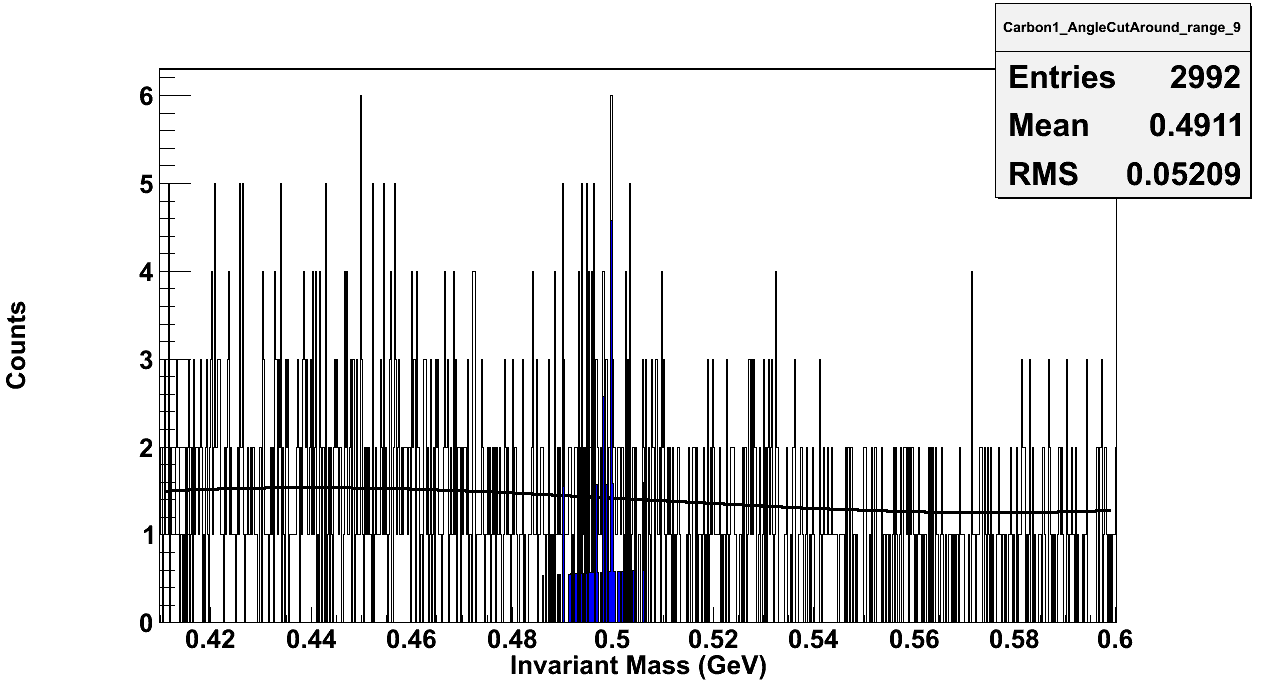 Carbon1_AngleCutAround_range_9
Entries 2992
Mean 0.4911
RMS 0.05209
Counts
6
5
4
3
2
1
0
0.42 0.44 0.46 0.48 0.5 0.52 0.54 0.56 0.58 0.6
Invariant Mass (GeV)